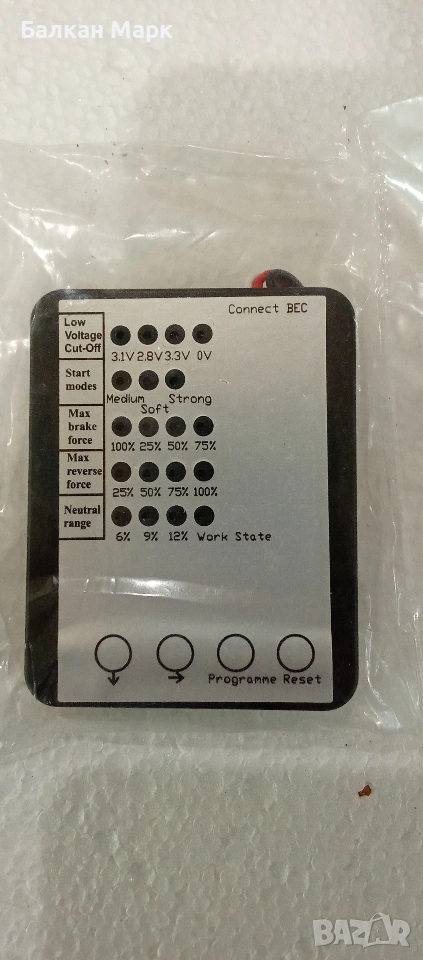 Балкан Марк
Connect BEC
Low
Voltage
Cut-Off
3.1V 2.8V 3.3V 0V
Start
modes
Medium Strong
Soft
Max
brake
force
100% 25% 50% 75%
Max
reverse
force
25% 50% 75% 100%
Neutral
range
6% 9% 12% Work State
Programme Reset
BAZAR